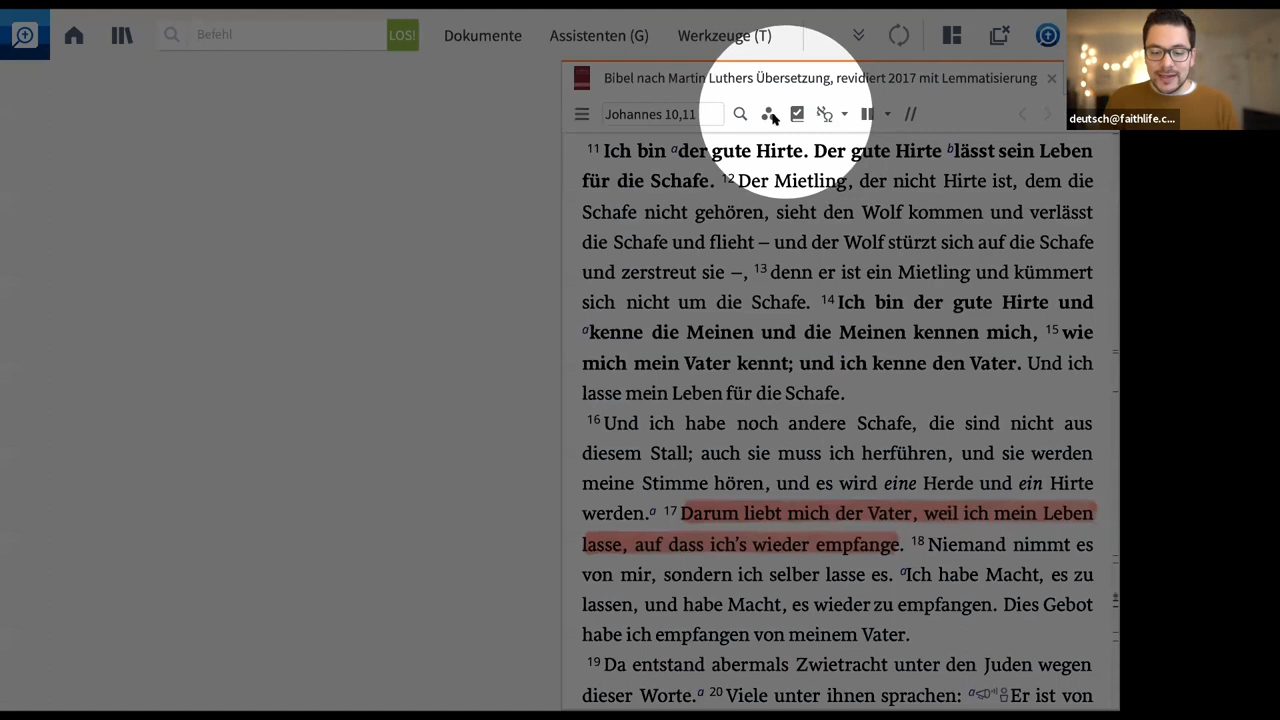 Befehl
LOS!
Dokumente
Assistenten (G)
Werkzeuge (T)
Bibel nach Martin Luthers Übersetzung, revidiert 2017 mit Lemmatisierung
Johannes 10,11
deutsch@faithlife.c...
11 Ich bin a der gute Hirte. Der gute Hirte b lässt sein Leben
für die Schafe. 12 Der Mietling, der nicht Hirte ist, dem die
Schafe nicht gehören, sieht den Wolf kommen und verlässt
die Schafe und flieht – und der Wolf stürzt sich auf die Schafe
und zerstreut sie –, 13 denn er ist ein Mietling und kümmert
sich nicht um die Schafe. 14 Ich bin der gute Hirte und
a kenne die Meinen und die Meinen kennen mich, 15 wie
mich mein Vater kennt; und ich kenne den Vater. Und ich
lasse mein Leben für die Schafe.
16 Und ich habe noch andere Schafe, die sind nicht aus
diesem Stall; auch sie muss ich herführen, und sie werden
meine Stimme hören, und es wird eine Herde und ein Hirte
werden. a 17 Darum liebt mich der Vater, weil ich mein Leben
lasse, auf dass ich's wieder empfange. 18 Niemand nimmt es
von mir, sondern ich selber lasse es. a Ich habe Macht, es zu
lassen, und habe Macht, es wieder zu empfangen. Dies Gebot
habe ich empfangen von meinem Vater.
19 Da entstand abermals Zwietracht unter den Juden wegen
dieser Worte. a 20 Viele unter ihnen sprachen: a Er ist von